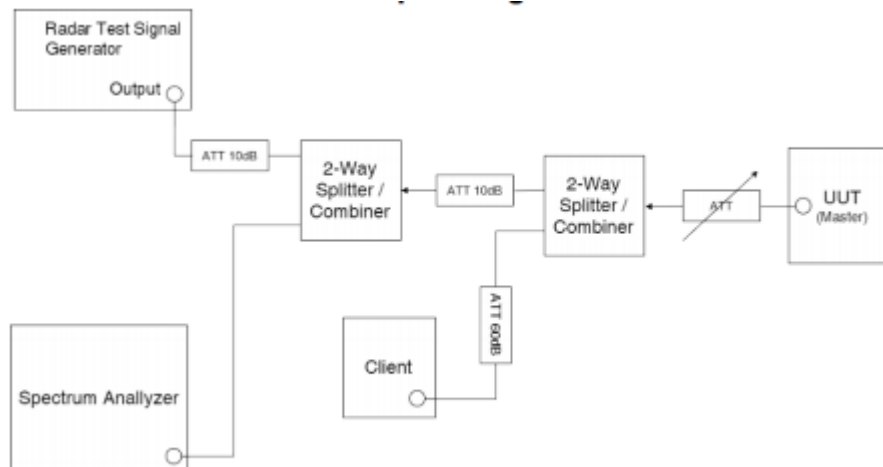 Radar Test Signal
Generator
Output
ATT 10dB
2-Way
Splitter /
Combiner
ATT 10dB
2-Way
Splitter /
Combiner
ATT
UUT
(Master)
ATT 60dB
Client
Spectrum Anallyzer